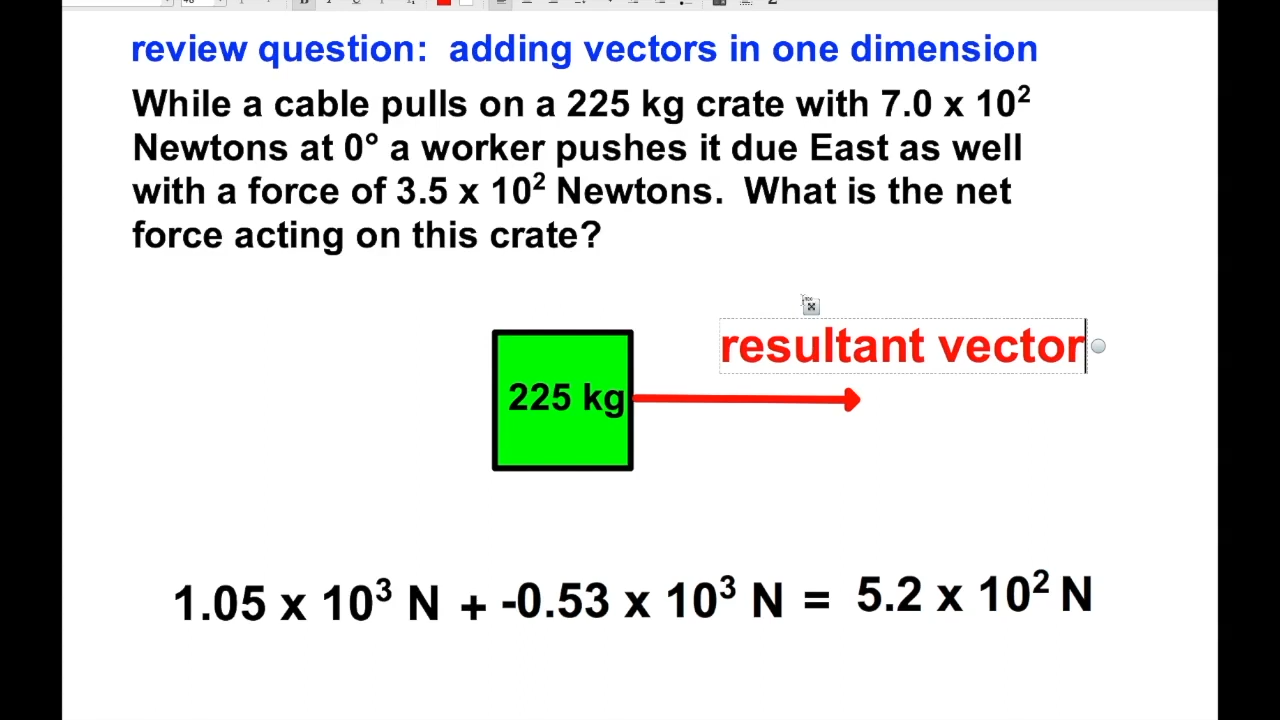 review question:  adding vectors in one dimension
While a cable pulls on a 225 kg crate with 7.0 x 10²
Newtons at 0° a worker pushes it due East as well
with a force of 3.5 x 10² Newtons.  What is the net
force acting on this crate?
resultant vector
225 kg
1.05 x 10³ N + -0.53 x 10³ N = 5.2 x 10² N